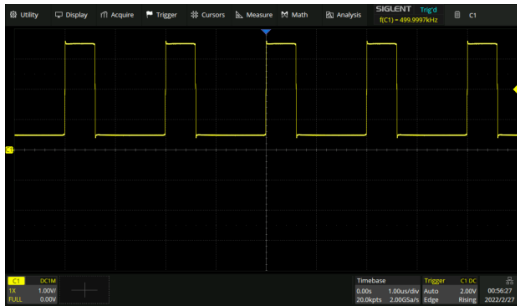 Utility Display Acquire Trigger Cursors Measure Math Analysis SIGLENT Trig'd C1
f(C1) = 499.9997kHz
C1
C1 DC1M
1X 1.00V/
FULL 0.00V
Timebase
0.00s 1.00us/div
20.0kpts 2.00GSa/s
Trigger C1 DC
Auto 2.00V
Edge Rising
00:56:27
2022/2/27